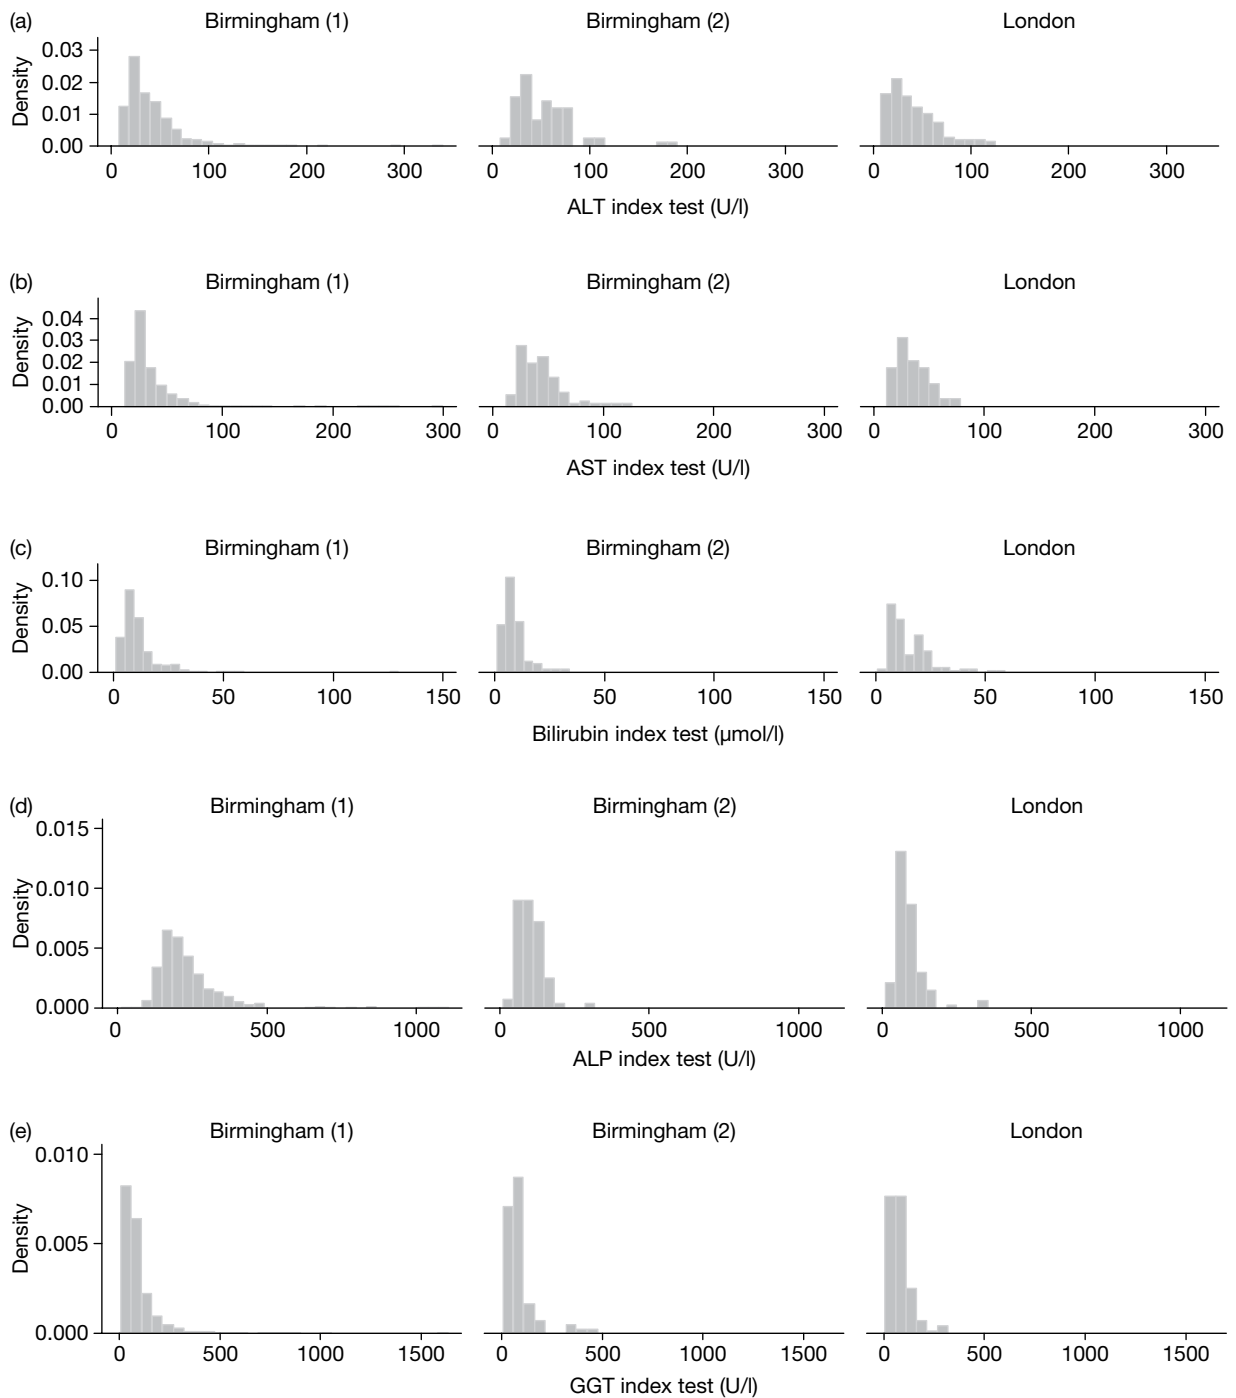 (a) Birmingham (1) Birmingham (2) London
Density
0.03
0.02
0.01
0.00
0 100 200 300 0 100 200 300 0 100 200 300
ALT index test (U/l)
(b) Birmingham (1) Birmingham (2) London
Density
0.04
0.03
0.02
0.01
0.00
0 100 200 300 0 100 200 300 0 100 200 300
AST index test (U/l)
(c) Birmingham (1) Birmingham (2) London
Density
0.10
0.05
0.00
0 50 100 150 0 50 100 150 0 50 100 150
Bilirubin index test (µmol/l)
(d) Birmingham (1) Birmingham (2) London
Density
0.015
0.010
0.005
0.000
0 500 1000 0 500 1000 0 500 1000
ALP index test (U/l)
(e) Birmingham (1) Birmingham (2) London
Density
0.010
0.005
0.000
0 500 1000 1500 0 500 1000 1500 0 500 1000 1500
GGT index test (U/l)